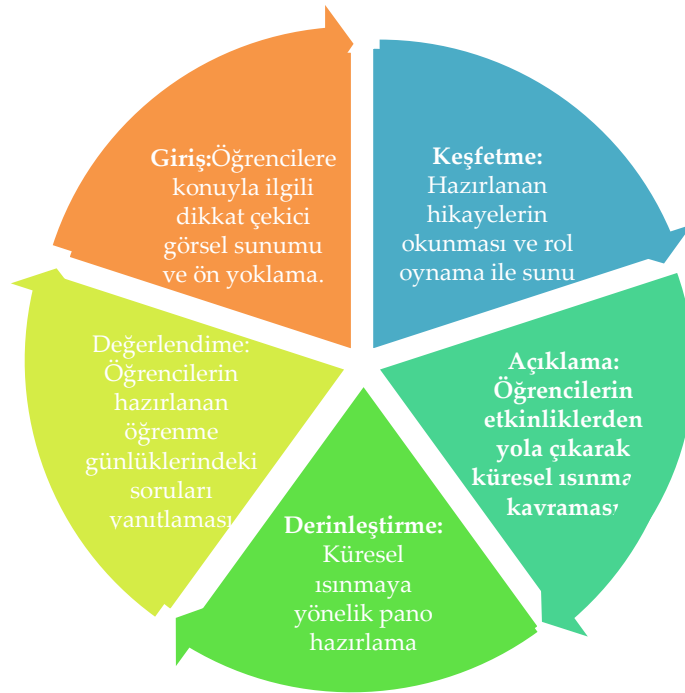 Giriş:Öğrencilere
konuyla ilgili
dikkat çekici
görsel sunumu
ve ön yoklama.
Keşfetme:
Hazırlanan
hikayelerin
okunması ve rol
oynama ile sunu
Açıklama:
Öğrencilerin
etkinliklerden
yola çıkarak
küresel ısınma
kavraması
Derinleştirme:
Küresel
ısınmaya
yönelik pano
hazırlama
Değerlendime:
Öğrencilerin
hazırlanan
öğrenme
günlüklerindeki
soruları
yanıtlaması